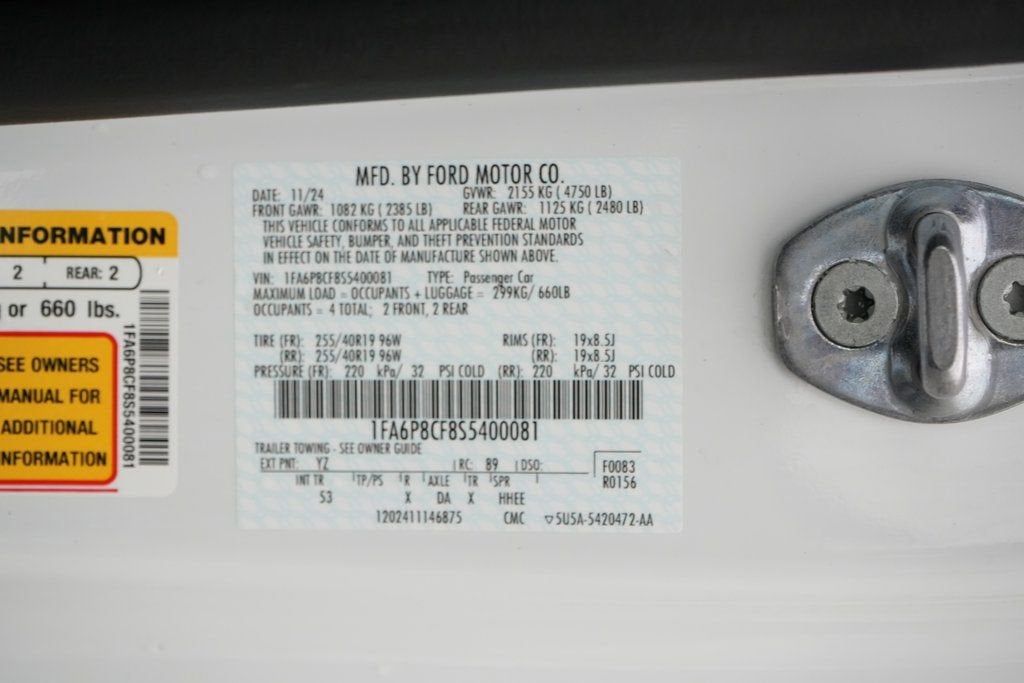 MFD. BY FORD MOTOR CO.
DATE: 11/24 GVWR: 2155 KG ( 4750 LB)
FRONT GAWR: 1082 KG ( 2385 LB) REAR GAWR: 1125 KG ( 2480 LB)
THIS VEHICLE CONFORMS TO ALL APPLICABLE FEDERAL MOTOR
VEHICLE SAFETY, BUMPER, AND THEFT PREVENTION STANDARDS
IN EFFECT ON THE DATE OF MANUFACTURE SHOWN ABOVE.
VIN: 1FA6P8CF8S5400081 TYPE: Passenger Car
MAXIMUM LOAD = OCCUPANTS + LUGGAGE = 299KG/ 660LB
OCCUPANTS = 4 TOTAL; 2 FRONT, 2 REAR
TIRE (FR): 255/40R19 96W RIMS (FR): 19x8.5J
(RR): 255/40R19 96W (RR): 19x8.5J
PRESSURE (FR): 220 kPa/ 32 PSI COLD (RR): 220 kPa/ 32 PSI COLD
1FA6P8CF8S5400081
TRAILER TOWING - SEE OWNER GUIDE
EXT PNT: YZ RC: 89 DSO: F0083
INT TR TP/PS R AXLE TR SPR R0156
53 X DA X HHEE
1202411146875 CMC ▽5U5A-5420472-AA
NFORMATION
2 REAR: 2
or 660 lbs.
SEE OWNERS
MANUAL FOR
ADDITIONAL
NFORMATION
1FA6P8CF8S5400081